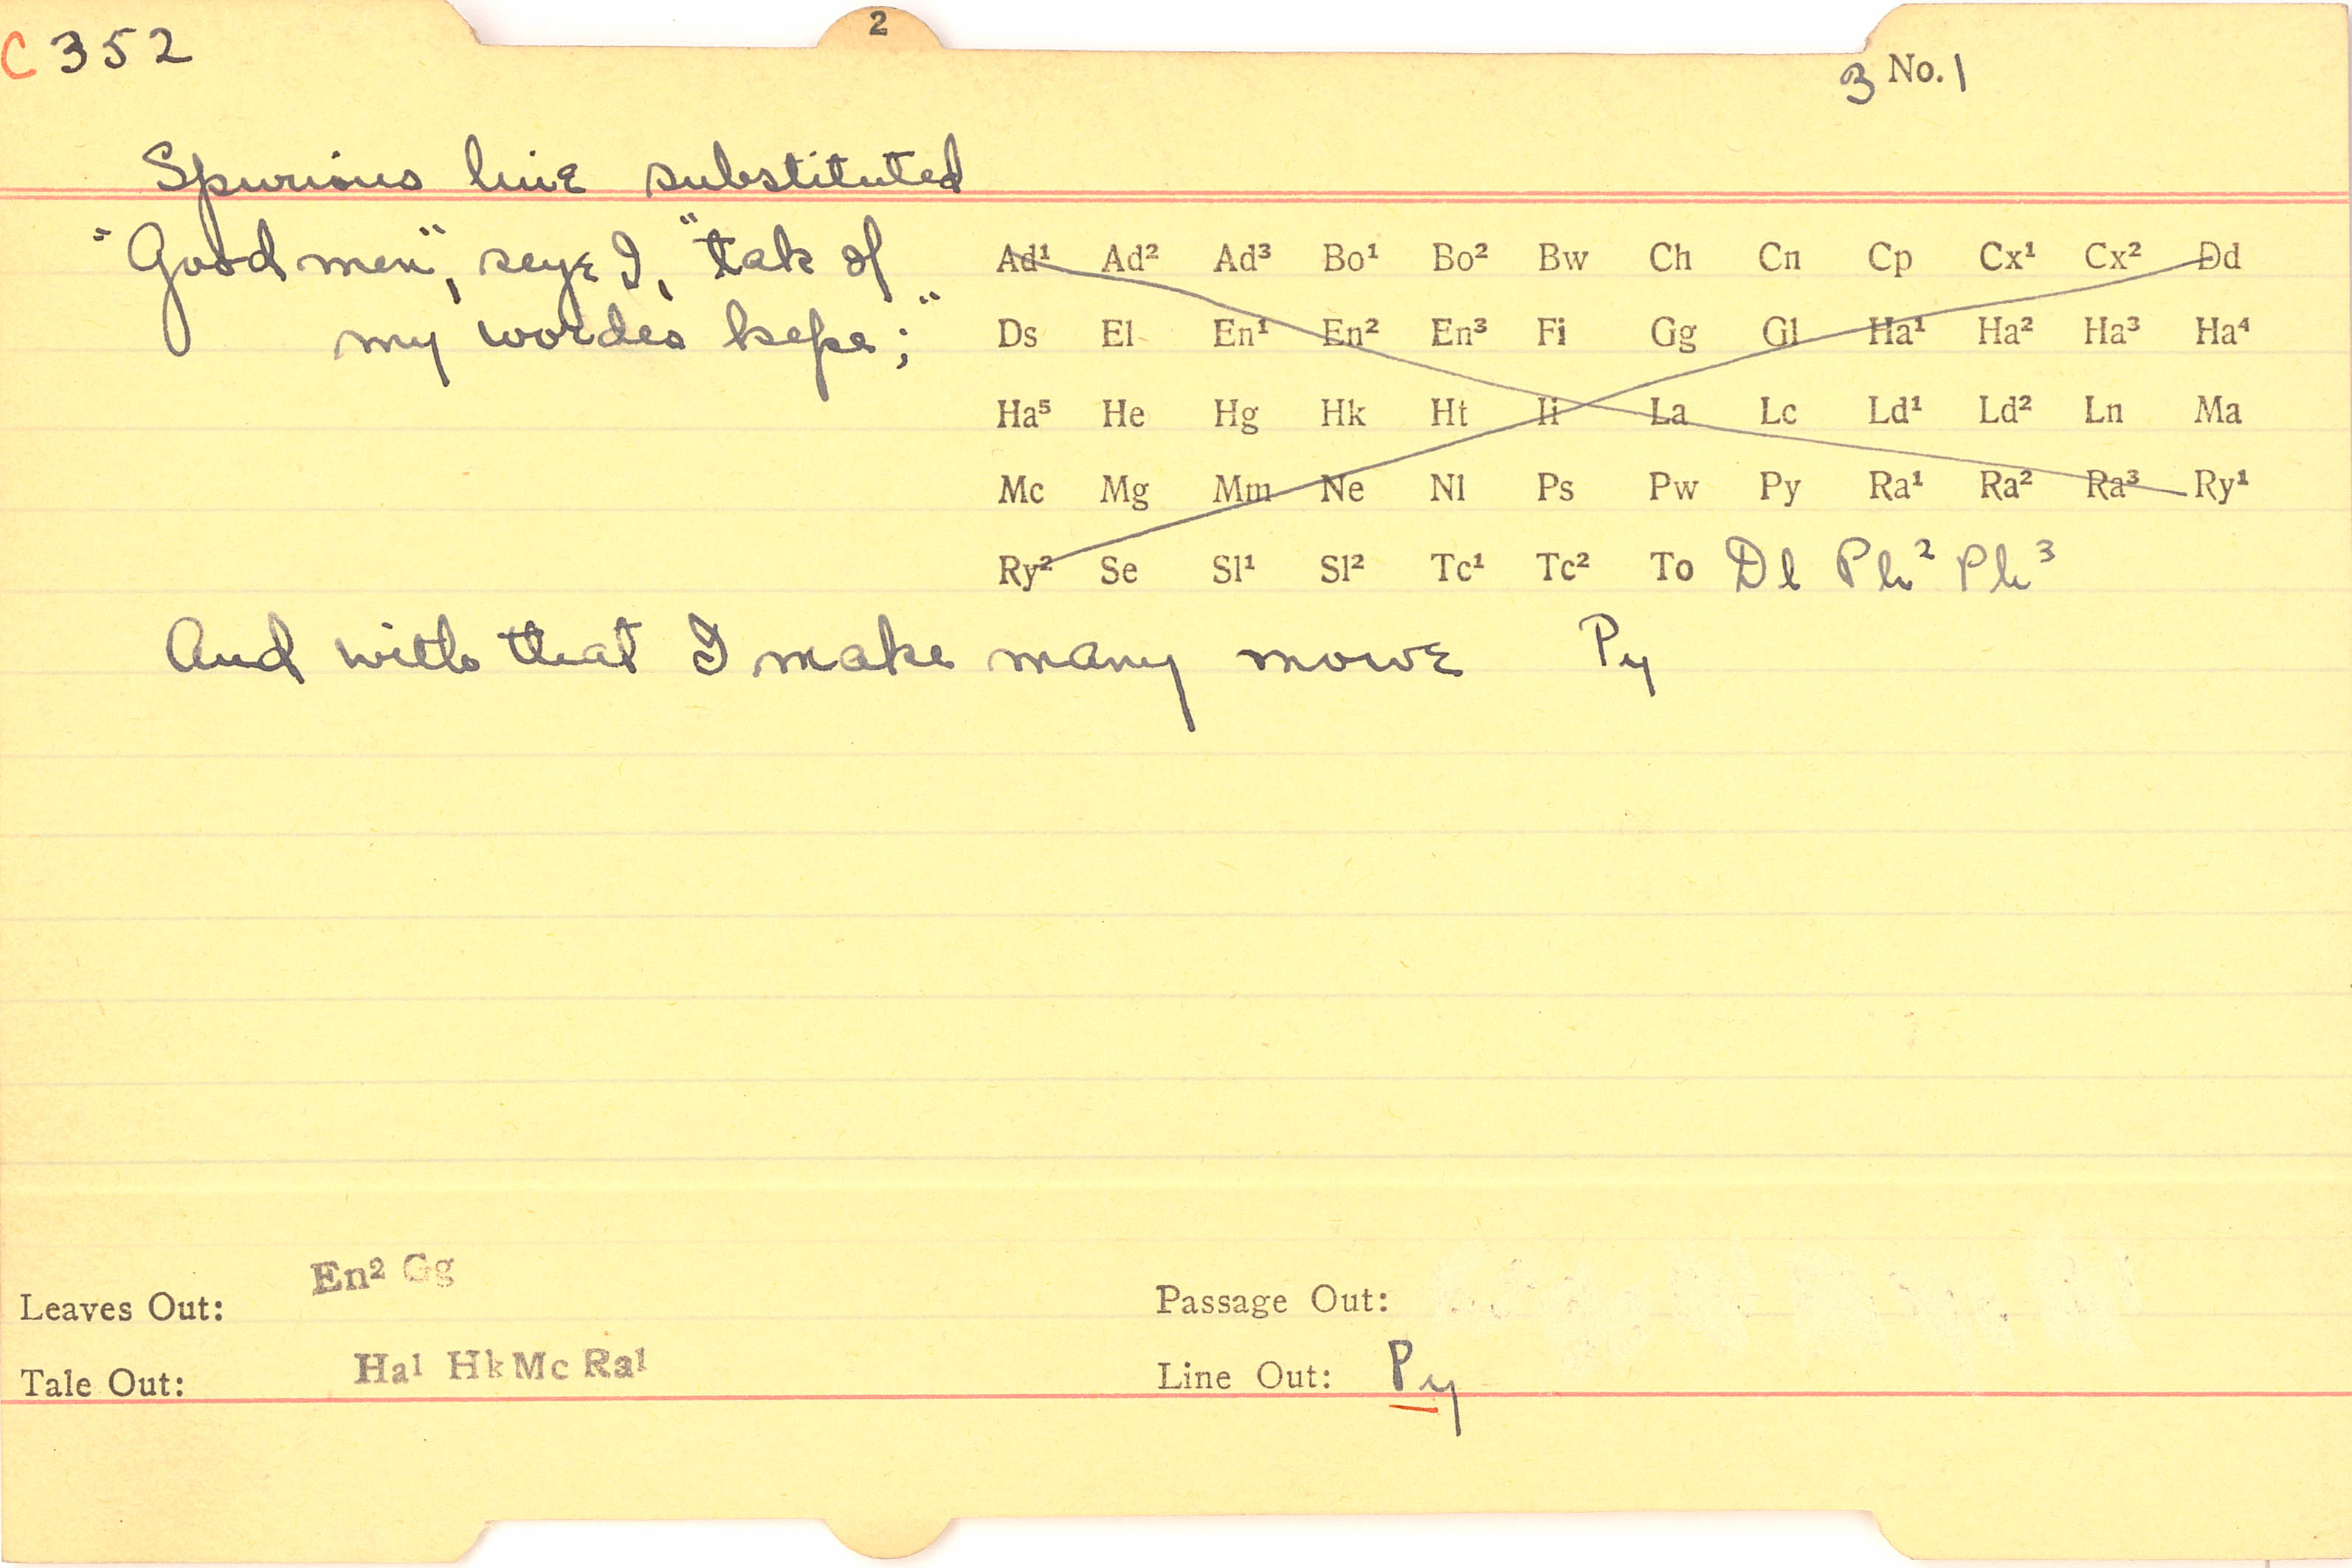 2
C 352
3 No. 1
Spurious line substituted
"Good men", seye I, "tak of
my wordes kepe;"
Ad¹ Ad² Ad³ Bo¹ Bo² Bw Ch Cn Cp Cx¹ Cx² Dd
Ds El En¹ En² En³ Fi Gg Gl Ha¹ Ha² Ha³ Ha⁴
Ha⁵ He Hg Hk Ht Ii La Lc Ld¹ Ld² Ln Ma
Mc Mg Mm Ne Nl Ps Pw Py Ra¹ Ra² Ra³ Ry¹
Ry² Se Sl¹ Sl² Tc¹ Tc² To Dl Ph² Ph³
And with that I make many mowe Py
Leaves Out: En² Gg
Passage Out:
Tale Out: Ha¹ Hk Mc Ra¹
Line Out: Py